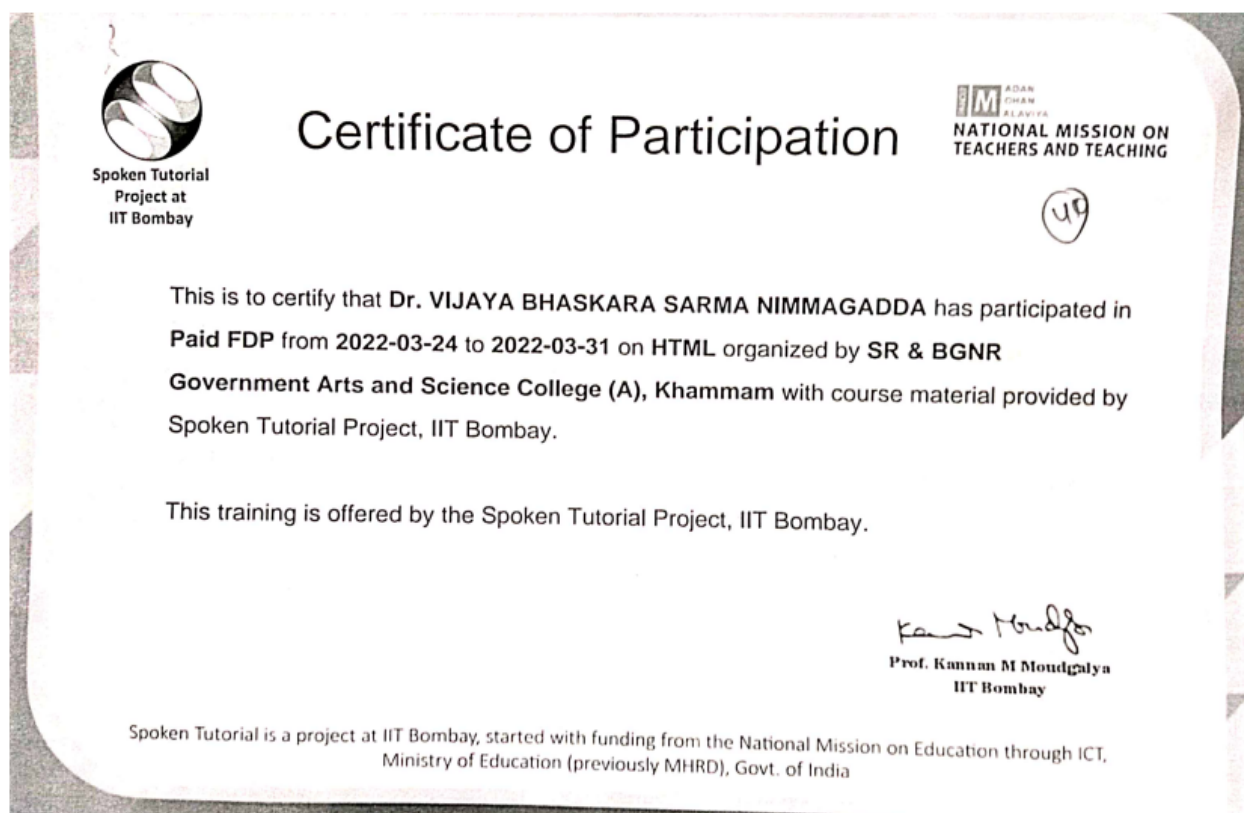 Spoken Tutorial
Project at
IIT Bombay
Certificate of Participation
M
ADAN
OHAN
ALAVIYA
NATIONAL MISSION ON
TEACHERS AND TEACHING
This is to certify that Dr. VIJAYA BHASKARA SARMA NIMMAGADDA has participated in
Paid FDP from 2022-03-24 to 2022-03-31 on HTML organized by SR & BGNR
Government Arts and Science College (A), Khammam with course material provided by
Spoken Tutorial Project, IIT Bombay.
This training is offered by the Spoken Tutorial Project, IIT Bombay.
Prof. Kannan M Moudgalya
IIT Bombay
Spoken Tutorial is a project at IIT Bombay, started with funding from the National Mission on Education through ICT,
Ministry of Education (previously MHRD), Govt. of India